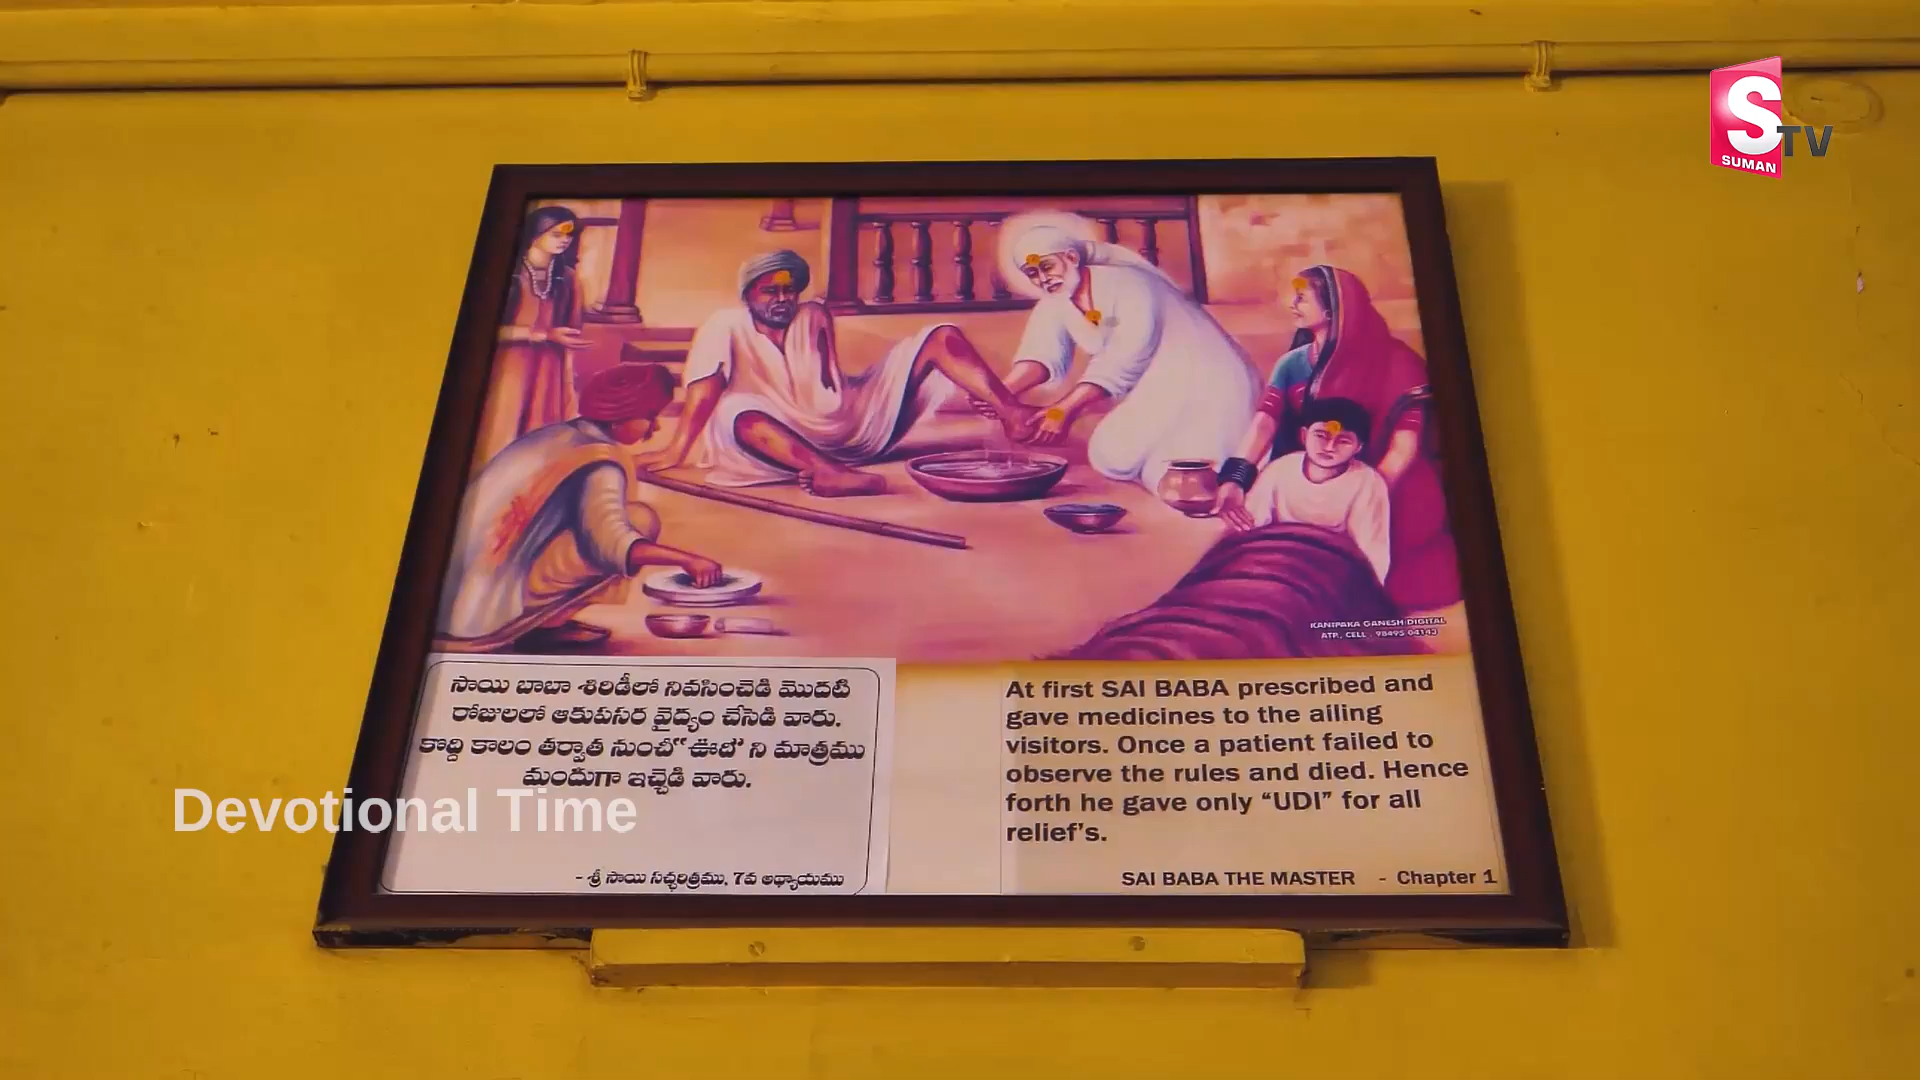 S
TV
SUMAN
KANIPAKA GANESH DIGITAL
ATP., CELL : 98495 04143
సాయి బాబా శిరిడీలో నివసించెడి మొదటి
రోజులలో ఆకుపసర వైద్యం చేసెడి వారు.
కొద్ది కాలం తర్వాత నుంచి "ఊది" ని మాత్రము
మందుగా ఇచ్చెడి వారు.
- శ్రీ సాయి సచ్చరిత్రము, 7వ అధ్యాయము
At first SAI BABA prescribed and
gave medicines to the ailing
visitors. Once a patient failed to
observe the rules and died. Hence
forth he gave only “UDI” for all
relief's.
SAI BABA THE MASTER - Chapter 1
Devotional Time